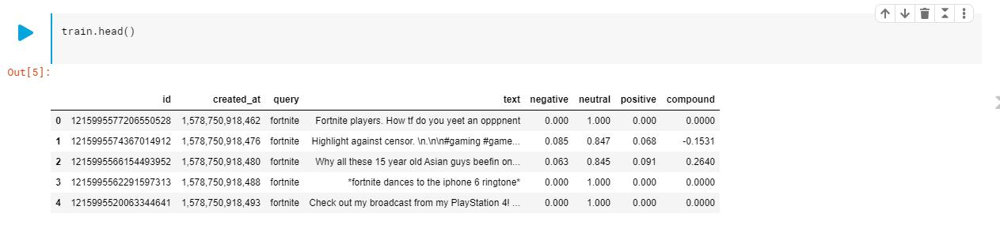 train.head()
Out[5]:
id created_at query text negative neutral positive compound
0 1215995577206550528 1,578,750,918,462 fortnite Fortnite players. How tf do you yeet an opppnent 0.000 1.000 0.000 0.0000
1 1215995574367014912 1,578,750,918,476 fortnite Highlight against censor. \n.\n\n#gaming #game... 0.085 0.847 0.068 -0.1531
2 1215995566154493952 1,578,750,918,480 fortnite Why all these 15 year old Asian guys beefin on... 0.063 0.845 0.091 0.2640
3 1215995562291597313 1,578,750,918,488 fortnite *fortnite dances to the iphone 6 ringtone* 0.000 1.000 0.000 0.0000
4 1215995520063344641 1,578,750,918,493 fortnite Check out my broadcast from my PlayStation 4! ... 0.000 1.000 0.000 0.0000